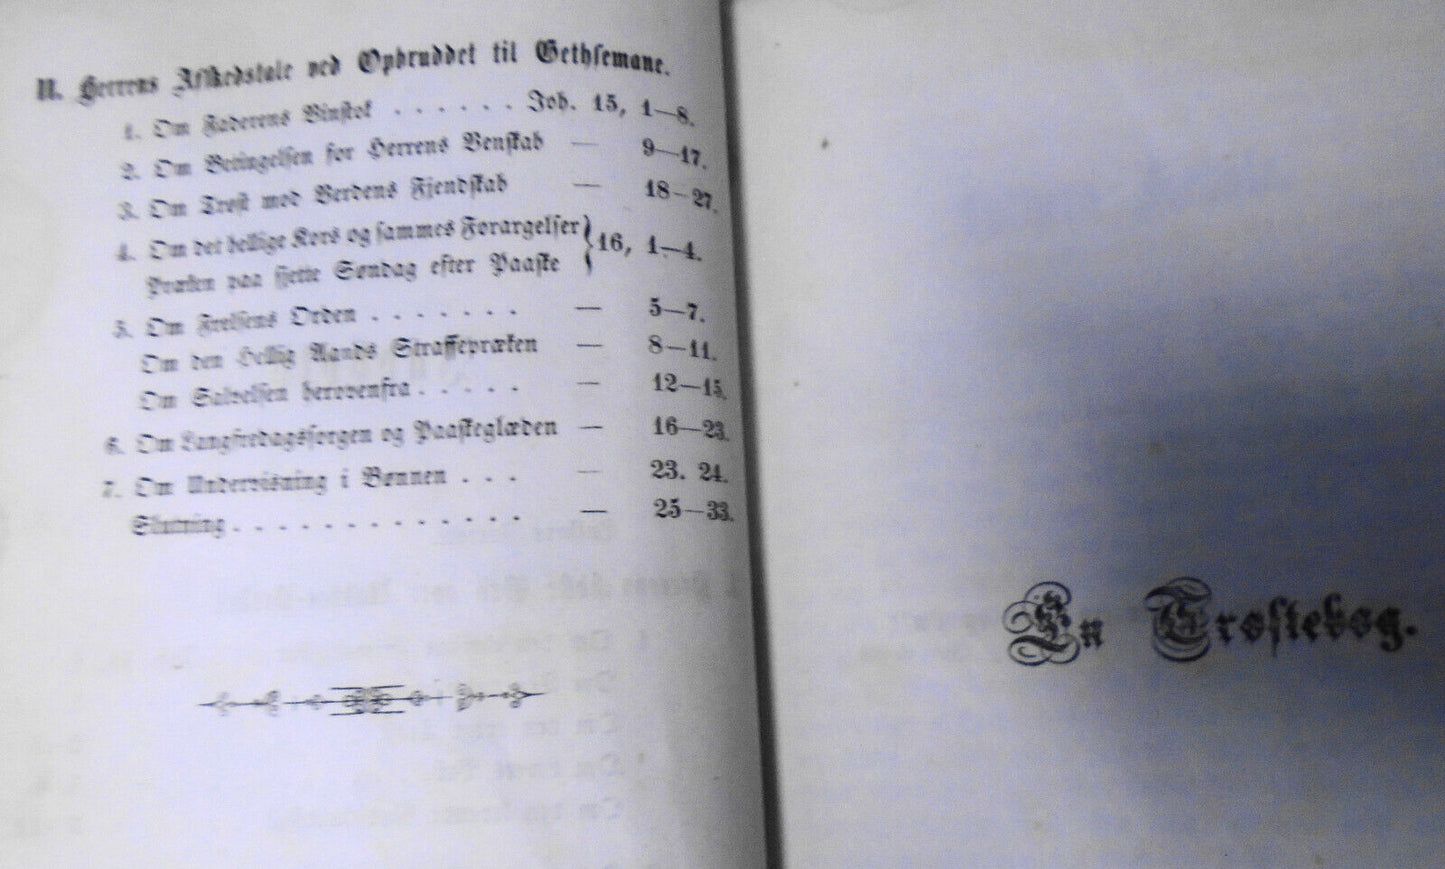 II. Herrens Afskedstale ved Opbruddet til Gethsemane.
1. Om Faderens Vinstok . . . . . . Joh. 15, 1—8.
2. Om Betingelsen for Herrens Venskab — 9—17.
3. Om Trøst mod Verdens Fjendskab — 18—27.
4. Om det hellige Kors og sammes Forargelser
Præken paa sjette Søndag efter Paaske } 16, 1—4.
5. Om Frelsens Orden . . . . . . . — 5—7.
Om den Hellig Aands Straffepræken — 8—11.
Om Salvelsen herovenfra . . . . . — 12—15.
6. Om Langfredagssorgen og Paaskeglæden — 16—23.
7. Om Undervisning i Bønnen . . . — 23. 24.
Slutning . . . . . . . . . . . . . — 25—33.
En Trøstebog.